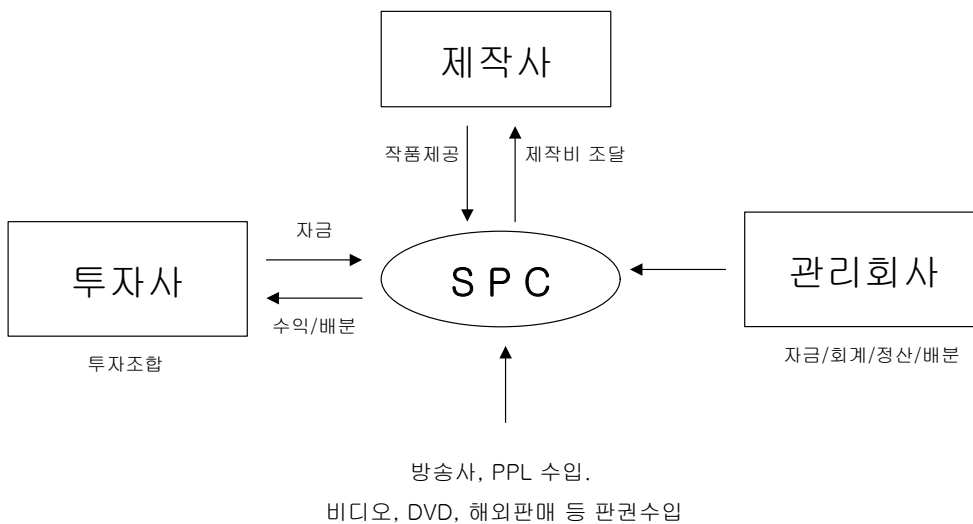 제작사
작품제공
제작비 조달
투자사
자금
수익/배분
투자조합
S P C
관리회사
자금/회계/정산/배분
방송사, PPL 수입.
비디오, DVD, 해외판매 등 판권수입